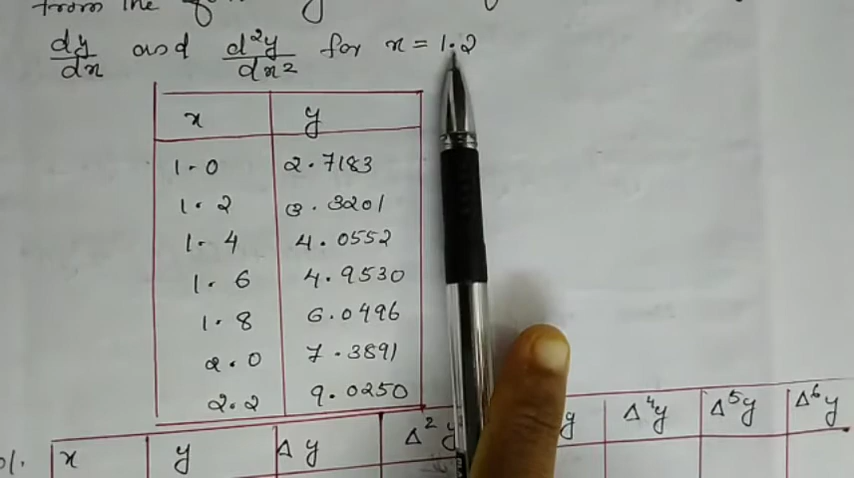 from the
dy/dx and d²y/dx² for x = 1.2
x y
1.0 2.7183
1.2 3.3201
1.4 4.0552
1.6 4.9530
1.8 6.0496
2.0 7.3891
2.2 9.0250
x y Δy Δ²y y Δ⁴y Δ⁵y Δ⁶y